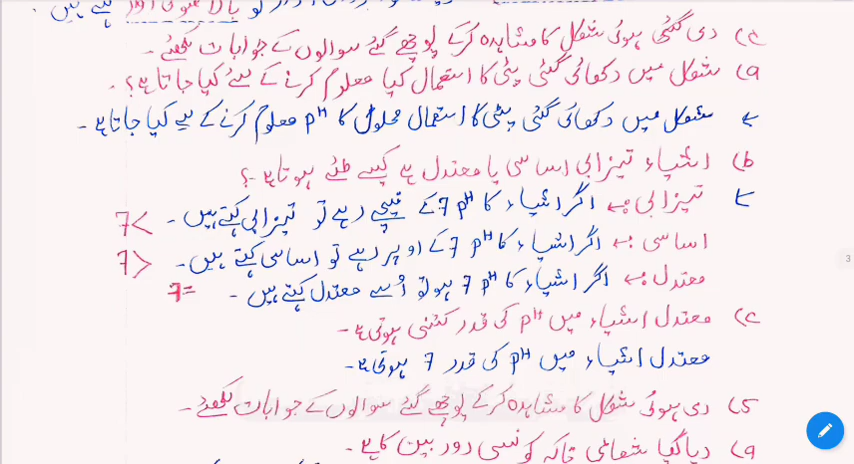 c) دی گئی ہوئی شکل کا مشاہدہ کرکے پوچھے گئے سوالوں کے جوابات لکھئے۔
a) شکل میں دکھائی گئی پٹی کا استعمال کیا معلوم کرنے کے لئے کیا جاتا ہے؟۔
ج شکل میں دکھائی گئی پٹی کا استعمال محلول کا pH معلوم کرنے کے لیے کیا جاتا ہے۔
b) اشیاء تیزابی اساسی یا معتدل ہے کیسے طئے ہوتا ہے؟
ج تیزابی :- اگر اشیاء کا pH 7 کے نیچے رہے تو تیزابی کہتے ہیں۔ 7>
اساسی :- اگر اشیاء کا pH 7 کے اوپر رہے تو اساسی کہتے ہیں۔ 7<
معتدل :- اگر اشیاء کا pH 7 ہو تو اُسے معتدل کہتے ہیں۔ 7=
c) معتدل اشیاء میں pH کی قدر کتنی ہوتی ہے۔
معتدل اشیاء میں pH کی قدر 7 ہوتی ہے۔
5) دی ہوئی شکل کا مشاہدہ کرکے پوچھے گئے سوالوں کے جوابات لکھئے۔
a) دیا گیا شعاعی خاکہ کونسی دوربین کا ہے۔
3